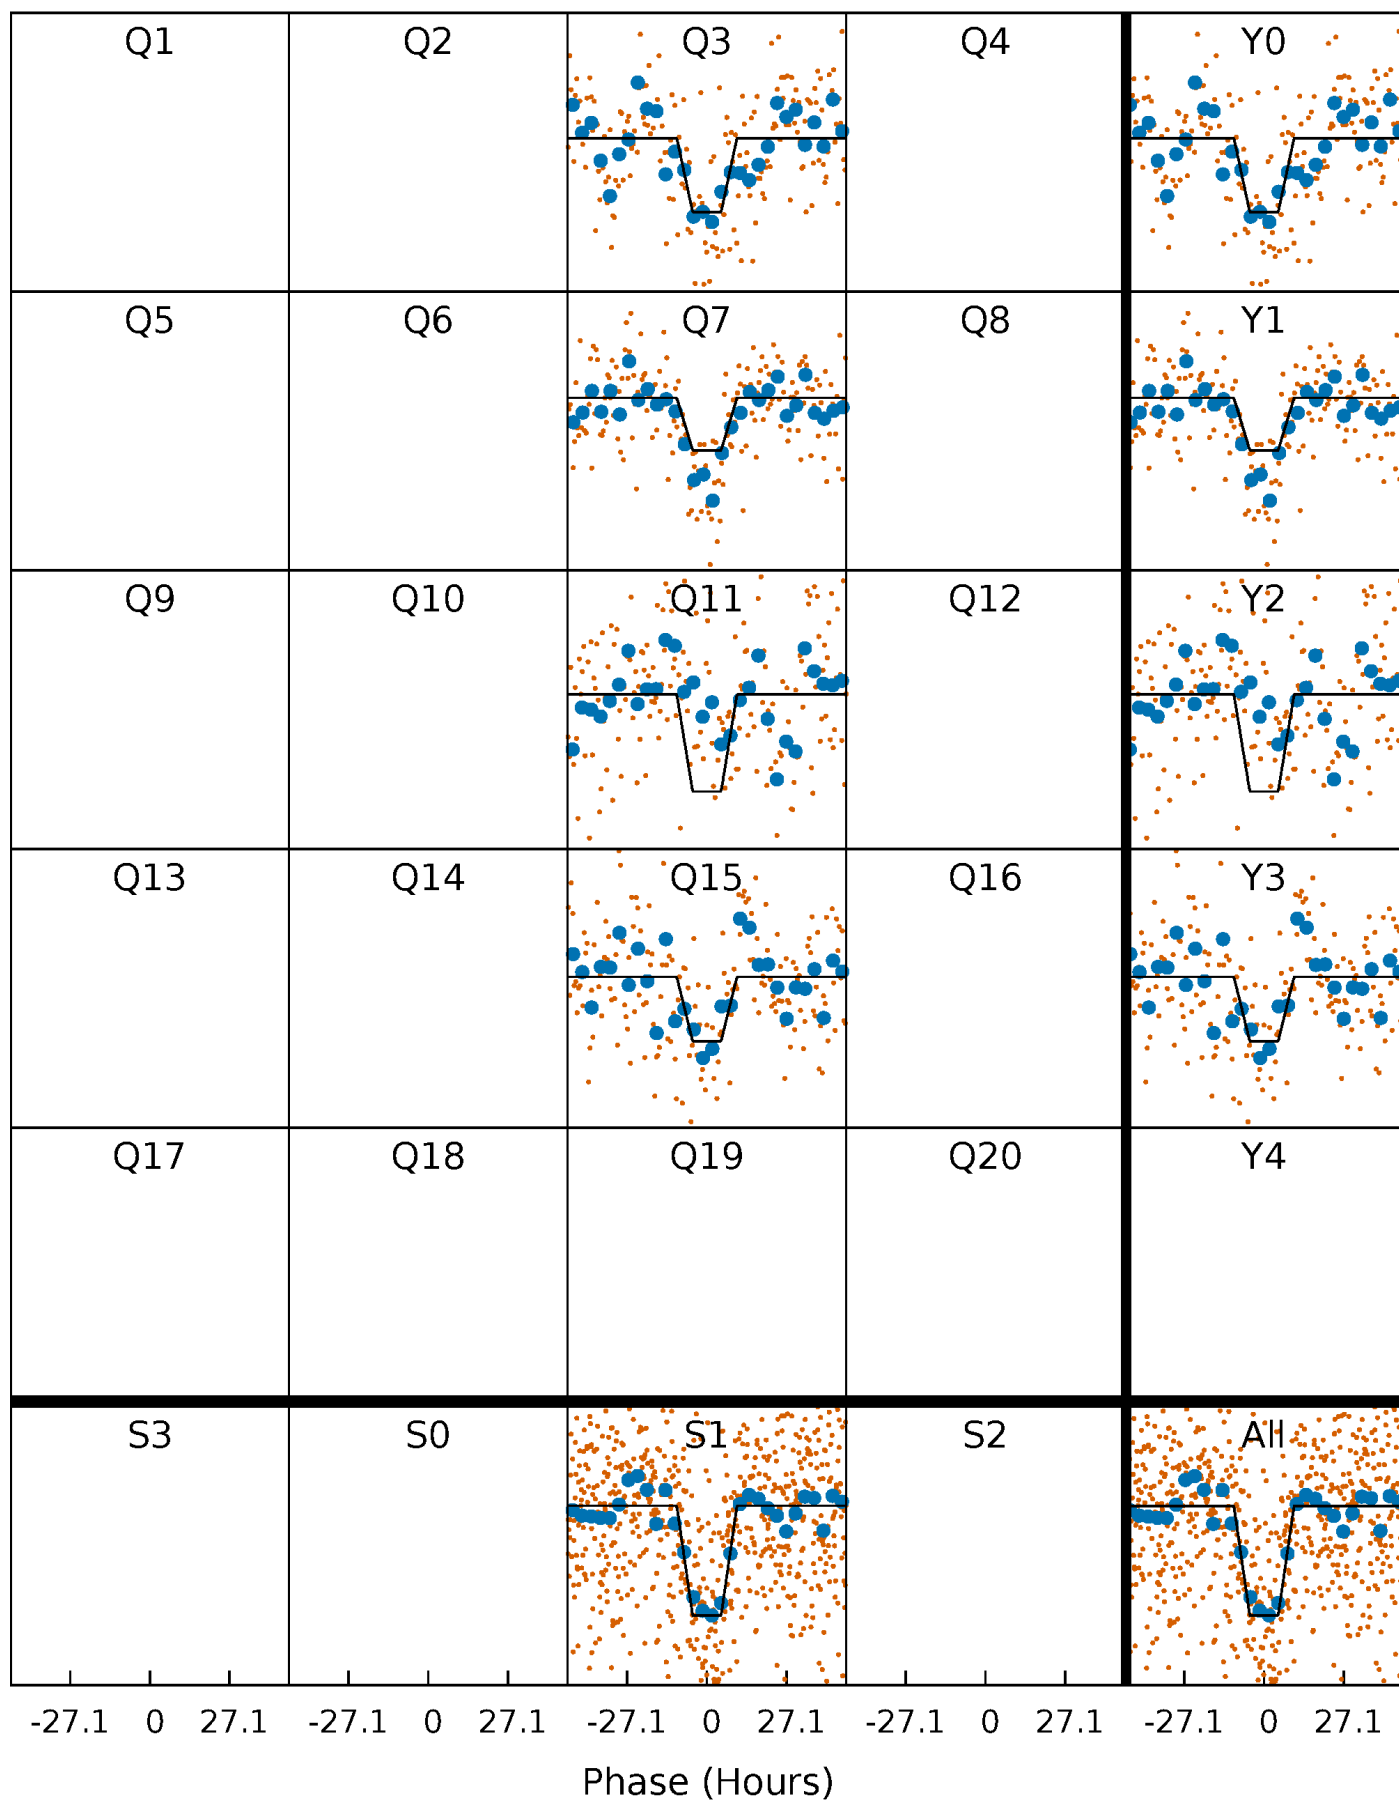 Q1 Q2 Q3 Q4 Y0
Q5 Q6 Q7 Q8 Y1
Q9 Q10 Q11 Q12 Y2
Q13 Q14 Q15 Q16 Y3
Q17 Q18 Q19 Q20 Y4
S3 S0 S1 S2 All
-27.1 0 27.1 -27.1 0 27.1 -27.1 0 27.1 -27.1 0 27.1 -27.1 0 27.1
Phase (Hours)